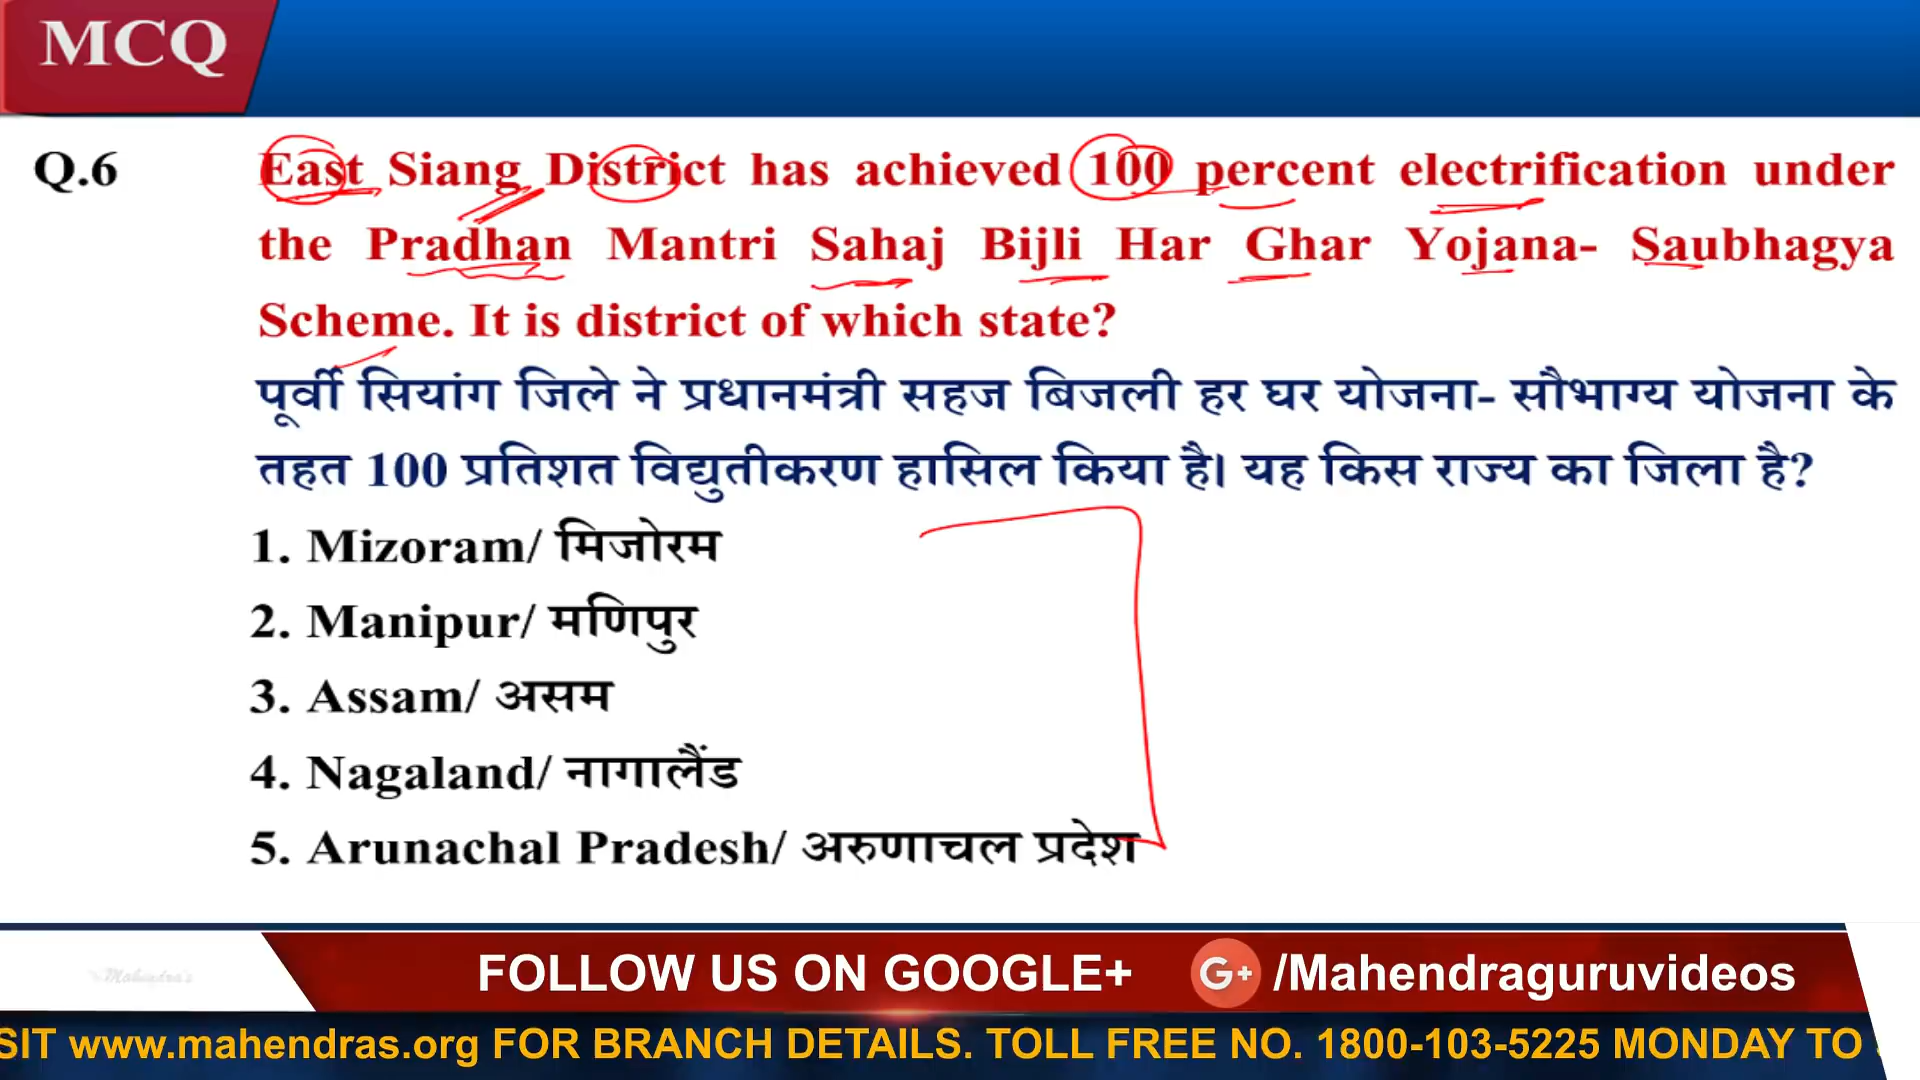 MCQ
Q.6 East Siang District has achieved 100 percent electrification under
the Pradhan Mantri Sahaj Bijli Har Ghar Yojana- Saubhagya
Scheme. It is district of which state?
पूर्वी सियांग जिले ने प्रधानमंत्री सहज बिजली हर घर योजना- सौभाग्य योजना के
तहत 100 प्रतिशत विद्युतीकरण हासिल किया है। यह किस राज्य का जिला है?
1. Mizoram/ मिजोरम
2. Manipur/ मणिपुर
3. Assam/ असम
4. Nagaland/ नागालैंड
5. Arunachal Pradesh/ अरुणाचल प्रदेश
Mahendra's FOLLOW US ON GOOGLE+ G+ /Mahendraguruvideos
SIT www.mahendras.org FOR BRANCH DETAILS. TOLL FREE NO. 1800-103-5225 MONDAY TO